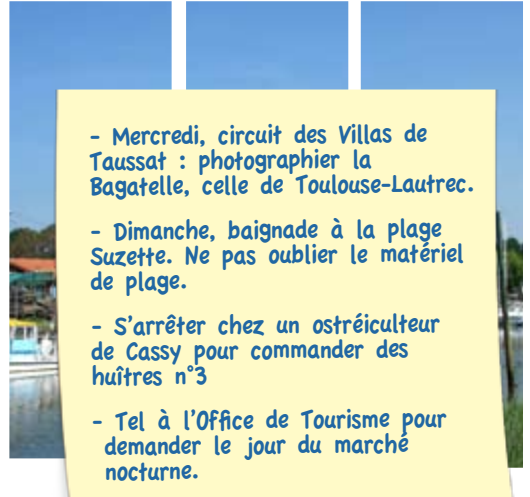 - Mercredi, circuit des Villas de
Taussat : photographier la
Bagatelle, celle de Toulouse-Lautrec.
- Dimanche, baignade à la plage
Suzette. Ne pas oublier le matériel
de plage.
- S'arrêter chez un ostréiculteur
de Cassy pour commander des
huîtres n°3
- Tel à l'Office de Tourisme pour
demander le jour du marché
nocturne.